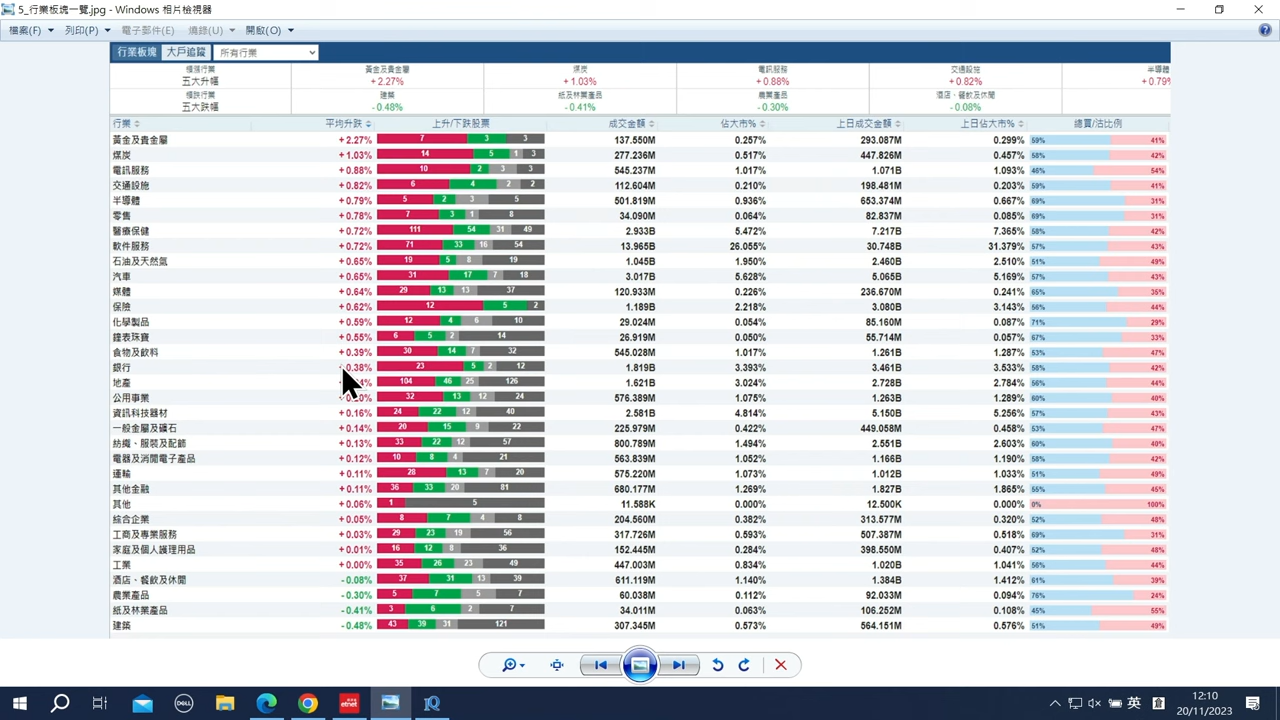 5_行業板塊一覽.jpg - Windows 相片檢視器
檔案(F) 列印(P) 電子郵件(E) 燒錄(U) 開啟(O)
行業板塊 大戶追蹤 所有行業
標識行業 黃金及貴金屬 煤炭 電訊服務 交通設施 半導體
五大升幅 +2.27% +1.03% +0.88% +0.82% +0.79%
標識行業 建築 紙及林業產品 農業產品 酒店、餐飲及休閒
五大跌幅 -0.48% -0.41% -0.30% -0.08%
行業 平均升跌 上升/下跌股票 成交金額 佔大市% 上日成交金額 上日佔大市% 總買/沽比例
黃金及貴金屬 +2.27% 7 3 3 137.550M 0.257% 293.087M 0.299% 59% 41%
煤炭 +1.03% 14 5 1 3 277.236M 0.517% 447.826M 0.457% 58% 42%
電訊服務 +0.88% 10 2 3 3 545.237M 1.017% 1.071B 1.093% 46% 54%
交通設施 +0.82% 6 4 2 2 112.604M 0.210% 198.481M 0.203% 59% 41%
半導體 +0.79% 5 2 3 5 501.819M 0.936% 653.374M 0.667% 69% 31%
零售 +0.78% 7 3 1 8 34.090M 0.064% 82.837M 0.085% 69% 31%
醫療保健 +0.72% 111 54 31 49 2.933B 5.472% 7.217B 7.365% 58% 42%
軟件服務 +0.72% 71 33 16 54 13.965B 26.055% 30.748B 31.379% 57% 43%
石油及天然氣 +0.65% 19 5 8 19 1.045B 1.950% 2.460B 2.510% 51% 49%
汽車 +0.65% 31 17 7 18 3.017B 5.628% 5.065B 5.169% 57% 43%
媒體 +0.64% 29 13 13 37 120.933M 0.226% 236.670M 0.241% 65% 35%
保險 +0.62% 12 5 2 1.189B 2.218% 3.080B 3.143% 56% 44%
化學製品 +0.59% 12 4 6 10 29.024M 0.054% 85.160M 0.087% 71% 29%
鐘表珠寶 +0.55% 6 5 2 14 26.919M 0.050% 55.714M 0.057% 67% 33%
食物及飲料 +0.39% 30 14 7 32 545.028M 1.017% 1.261B 1.287% 53% 47%
銀行 0.38% 23 5 2 12 1.819B 3.393% 3.461B 3.533% 58% 42%
地產 104 46 25 126 1.621B 3.024% 2.728B 2.784% 56% 44%
公用事業 32 13 12 24 576.389M 1.075% 1.263B 1.289% 60% 40%
資訊科技器材 +0.16% 24 22 12 40 2.581B 4.814% 5.150B 5.256% 57% 43%
一般金屬及礦石 +0.14% 20 15 9 22 225.979M 0.422% 449.058M 0.458% 53% 47%
紡織、服裝及配飾 +0.13% 33 22 12 57 800.789M 1.494% 2.551B 2.603% 60% 40%
電器及消閒電子產品 +0.12% 10 8 4 21 563.839M 1.052% 1.166B 1.190% 58% 42%
運輸 +0.11% 28 13 7 20 575.220M 1.073% 1.012B 1.033% 51% 49%
其他金融 +0.11% 36 33 20 81 680.177M 1.269% 1.827B 1.865% 55% 45%
其他 +0.06% 1 5 11.588K 0.000% 12.500K 0.000% 0% 100%
綜合企業 +0.05% 8 7 4 8 204.560M 0.382% 313.577M 0.320% 52% 48%
工商及專業服務 +0.03% 29 23 19 56 317.726M 0.593% 507.387M 0.518% 69% 31%
家庭及個人護理用品 +0.01% 16 12 8 36 152.445M 0.284% 398.550M 0.407% 52% 48%
工業 +0.00% 35 26 23 49 447.003M 0.834% 1.020B 1.041% 56% 44%
酒店、餐飲及休閒 -0.08% 37 31 13 39 611.119M 1.140% 1.384B 1.412% 61% 39%
農業產品 -0.30% 5 7 5 7 60.038M 0.112% 92.033M 0.094% 76% 24%
紙及林業產品 -0.41% 3 6 2 7 34.011M 0.063% 106.252M 0.108% 45% 55%
建築 -0.48% 43 39 31 121 307.345M 0.573% 564.151M 0.576% 51% 49%
DELL etnet IQ 英 12:10
20/11/2023